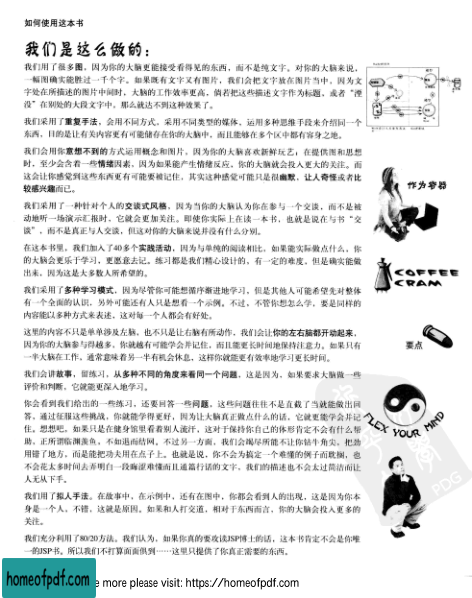 如何使用这本书
我们是这么做的：
我们用了很多图，因为你的大脑更能接受看得见的东西，而不是纯文字。对你的大脑来说，
一幅图确实能胜过一千个字。如果既有文字又有图片，我们会把文字放在图片当中，因为文
字处在所描述的图片中间时，大脑的工作效率更高，倘若把这些描述文字作为标题，或者“湮
没”在别处的大段文字中，那么就达不到这种效果了。
我们采用了重复手法，会用不同方式，采用不同类型的媒体，运用多种思维手段来介绍同一个
东西，目的是让有关内容更有可能储存在你的大脑中，而且能够在多个区中都有容身之地。
我们会用你意想不到的方式运用概念和图片，因为你的大脑喜欢新鲜玩艺；在提供图和思想
时，至少会含着一些情绪因素，因为如果能产生情绪反应，你的大脑就会投入更大的关注。而
这会让你感觉到这些东西更有可能要被记住，其实这种感觉可能只是很幽默，让人奇怪或者比
较感兴趣而已。
我们采用了一种针对个人的交谈式风格，因为当你的大脑认为你在参与一个交谈，而不是被
动地听一场演示汇报时，它就会更加关注。即使你实际上在读一本书，也就是说在与书“交
谈”，而不是真正与人交谈，但这对你的大脑来说并没有什么分别。
在这本书里，我们加入了40多个实践活动，因为与单纯的阅读相比，如果能实际做点什么，你
的大脑会更乐于学习，更愿意去记。练习都是我们精心设计的，有一定的难度，但是确实能做
出来，因为这是大多数人所希望的。
我们采用了多种学习模式，因为尽管你可能想循序渐进地学习，但是其他人可能希望先对整体
有一个全面的认识，另外可能还有人只是想看一个示例。不过，不管你想怎么学，要是同样的
内容能以多种方式来表述，这对每一个人都会有好处。
这里的内容不只是单单涉及左脑，也不只是让右脑有所动作，我们会让你的左右脑都开动起来，
因为你的大脑参与得越多，你就越有可能学会并记住，而且能更长时间地保持注意力。如果只有
一半大脑在工作，通常意味着另一半有机会休息，这样你就能更有效率地学习更长时间。
我们会讲故事，留练习，从多种不同的角度来看同一个问题，这是因为，如果要求大脑做一些
评价和判断，它就能更深入地学习。
你会看到我们给出的一些练习，还要回答一些问题，这些问题往往不是直截了当就能做出回
答，通过征服这些挑战，你就能学得更好，因为让大脑真正做点什么的话，它就更能学会并记
住。想想吧，如果只是在健身馆里看着别人流汗，这对于保持你自己的体形肯定不会有什么帮
助，正所谓临渊羡鱼，不如退而结网。不过另一方面，我们会竭尽所能不让你钻牛角尖，把劲
用错了地方，而是能把功夫用在点子上。也就是说，你不会为搞定一个难懂的例子而耽搁，也
不会花太多时间去弄明白一段晦涩难懂而且通篇行话的文字，我们的描述也不会太过简洁而让
人无从下手。
我们用了拟人手法。在故事中，在示例中，还有在图中，你都会看到人的出现，这是因为你本
身是一个人，不错，这就是原因。如果和人打交道，相对于东西而言，你的大脑会投入更多的
关注。
我们充分利用了80/20方法。我们认为，如果你真的要攻读JSP博士的话，这本书肯定不会是你唯
一的JSP书。所以我们不打算面面俱到……这里只提供了你真正需要的东西。
作为容器
COFFEE
CRAM
要点
FLEX YOUR MIND
PDG
homeofpdf.com
e more please visit: https://homeofpdf.com